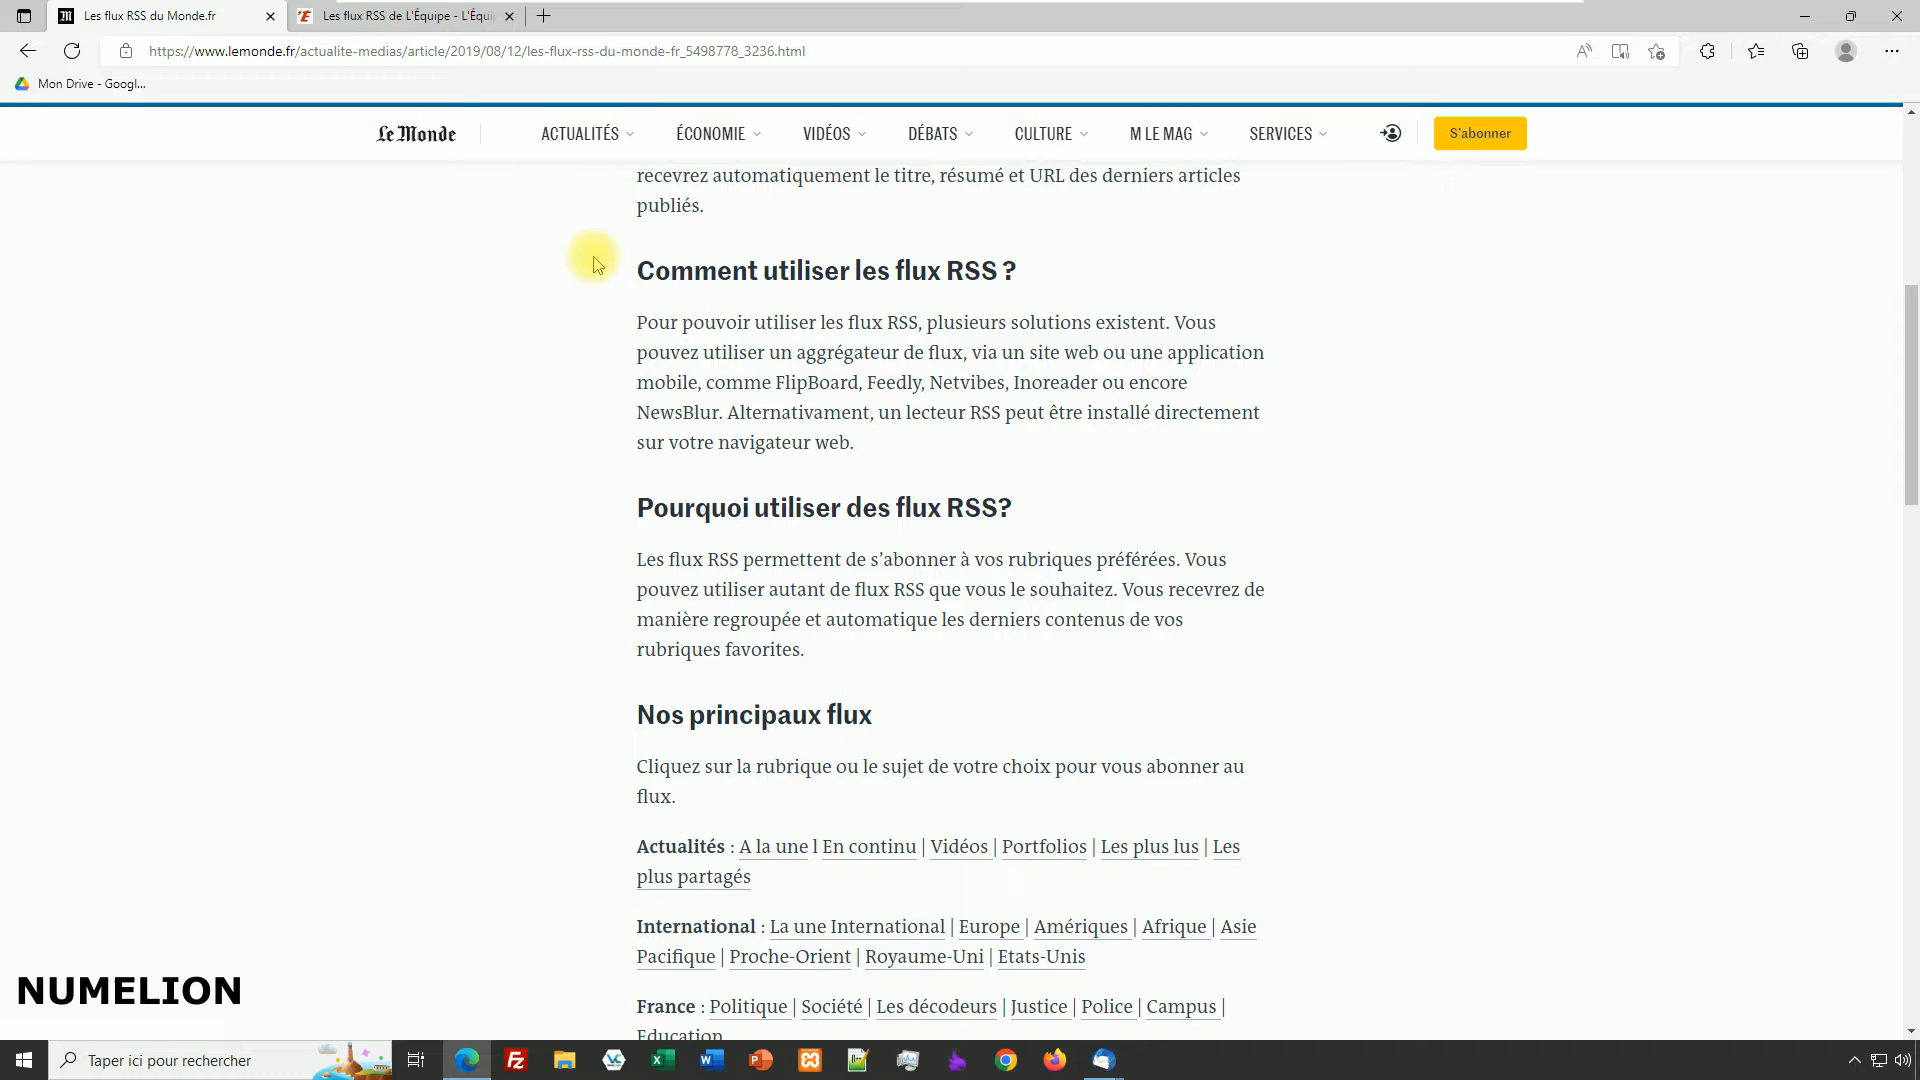 Les flux RSS du Monde.fr
Les flux RSS de L'Équipe - L'Équi
https://www.lemonde.fr/actualite-medias/article/2019/08/12/les-flux-rss-du-monde-fr_5498778_3236.html
Mon Drive - Googl...
Le Monde
ACTUALITÉS
ÉCONOMIE
VIDÉOS
DÉBATS
CULTURE
M LE MAG
SERVICES
S'abonner
recevrez automatiquement le titre, résumé et URL des derniers articles
publiés.
Comment utiliser les flux RSS ?
Pour pouvoir utiliser les flux RSS, plusieurs solutions existent. Vous
pouvez utiliser un aggrégateur de flux, via un site web ou une application
mobile, comme FlipBoard, Feedly, Netvibes, Inoreader ou encore
NewsBlur. Alternativament, un lecteur RSS peut être installé directement
sur votre navigateur web.
Pourquoi utiliser des flux RSS?
Les flux RSS permettent de s’abonner à vos rubriques préférées. Vous
pouvez utiliser autant de flux RSS que vous le souhaitez. Vous recevrez de
manière regroupée et automatique les derniers contenus de vos
rubriques favorites.
Nos principaux flux
Cliquez sur la rubrique ou le sujet de votre choix pour vous abonner au
flux.
Actualités : A la une l En continu | Vidéos | Portfolios | Les plus lus | Les
plus partagés
International : La une International | Europe | Amériques | Afrique | Asie
Pacifique | Proche-Orient | Royaume-Uni | Etats-Unis
France : Politique | Société | Les décodeurs | Justice | Police | Campus |
Education
NUMELION
Taper ici pour rechercher